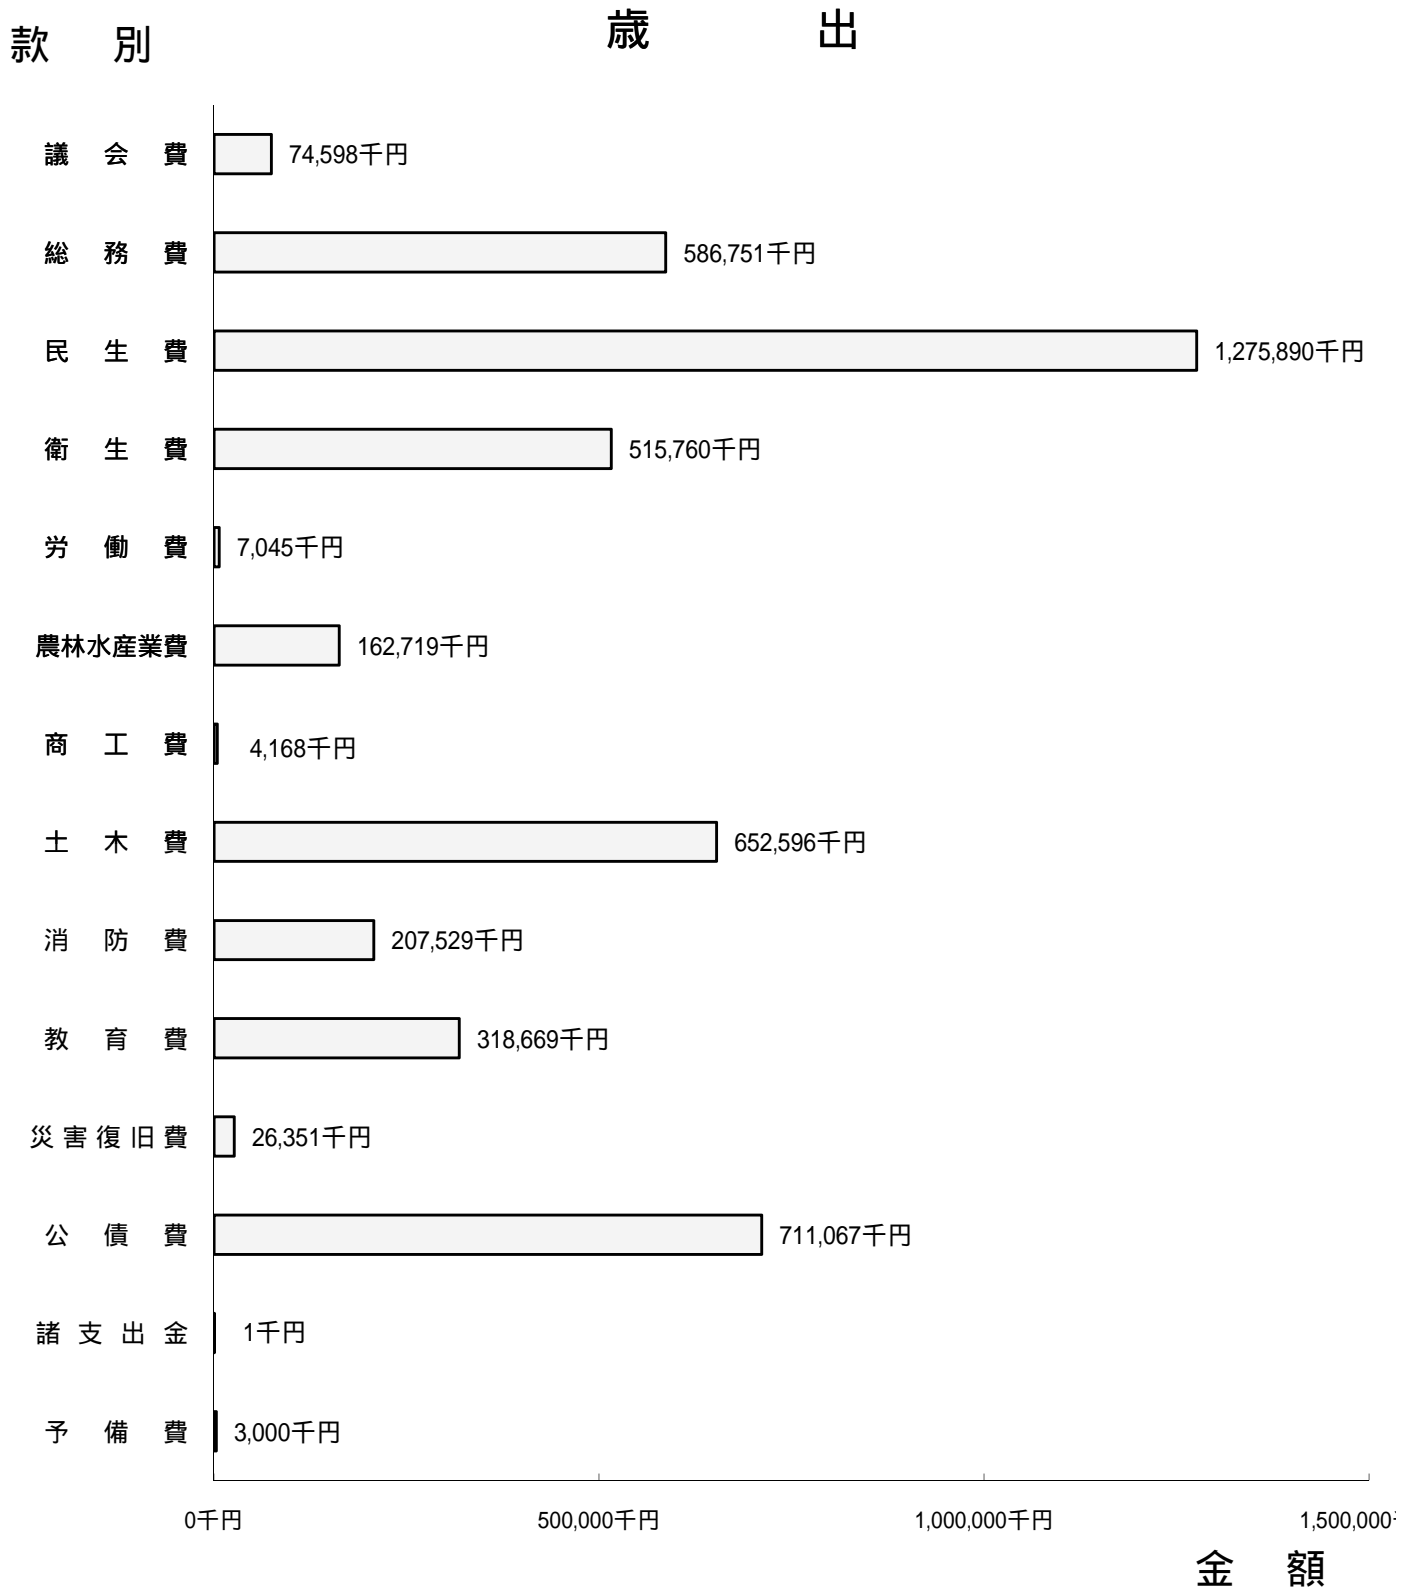 歳 出
款 別
議 会 費 74,598千円
総 務 費 586,751千円
民 生 費 1,275,890千円
衛 生 費 515,760千円
労 働 費 7,045千円
農林水産業費 162,719千円
商 工 費 4,168千円
土 木 費 652,596千円
消 防 費 207,529千円
教 育 費 318,669千円
災 害 復 旧 費 26,351千円
公 債 費 711,067千円
諸 支 出 金 1千円
予 備 費 3,000千円
0千円 500,000千円 1,000,000千円 1,500,000
金 額